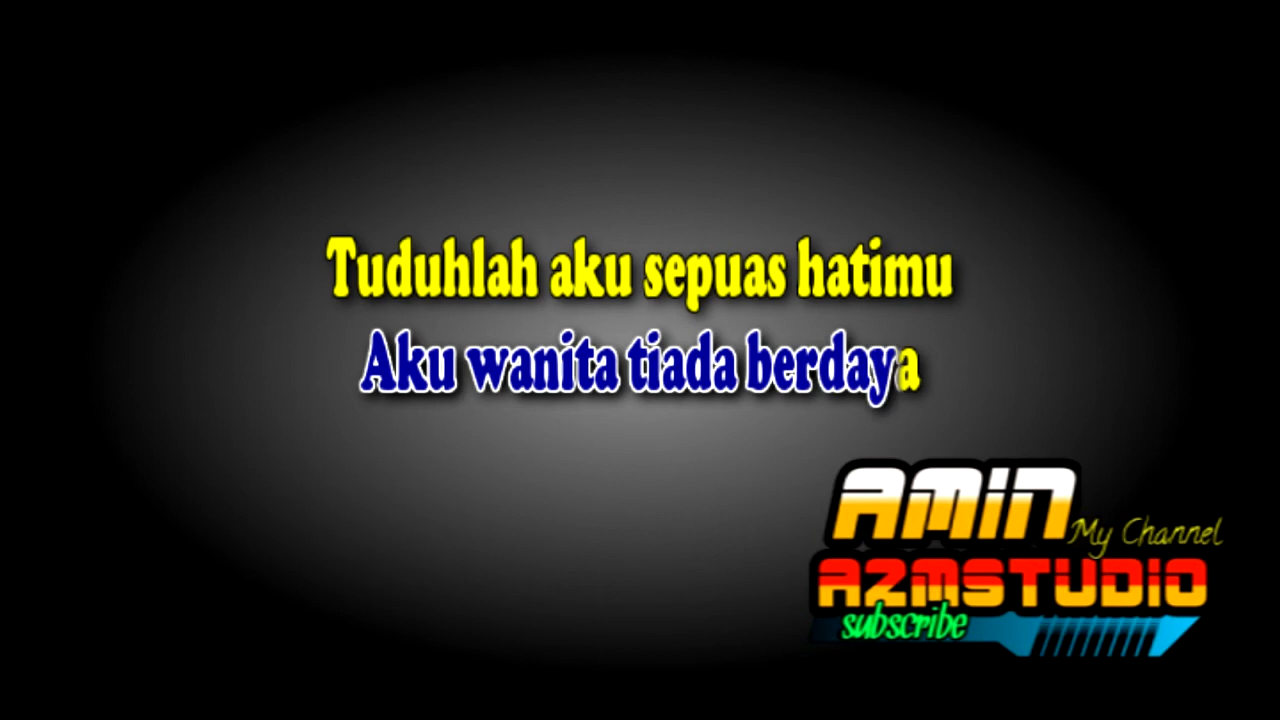 Tuduhlah aku sepuas hatimu
Aku wanita tiada berdaya
AMIN
My Channel
AZMSTUDIO
subscribe